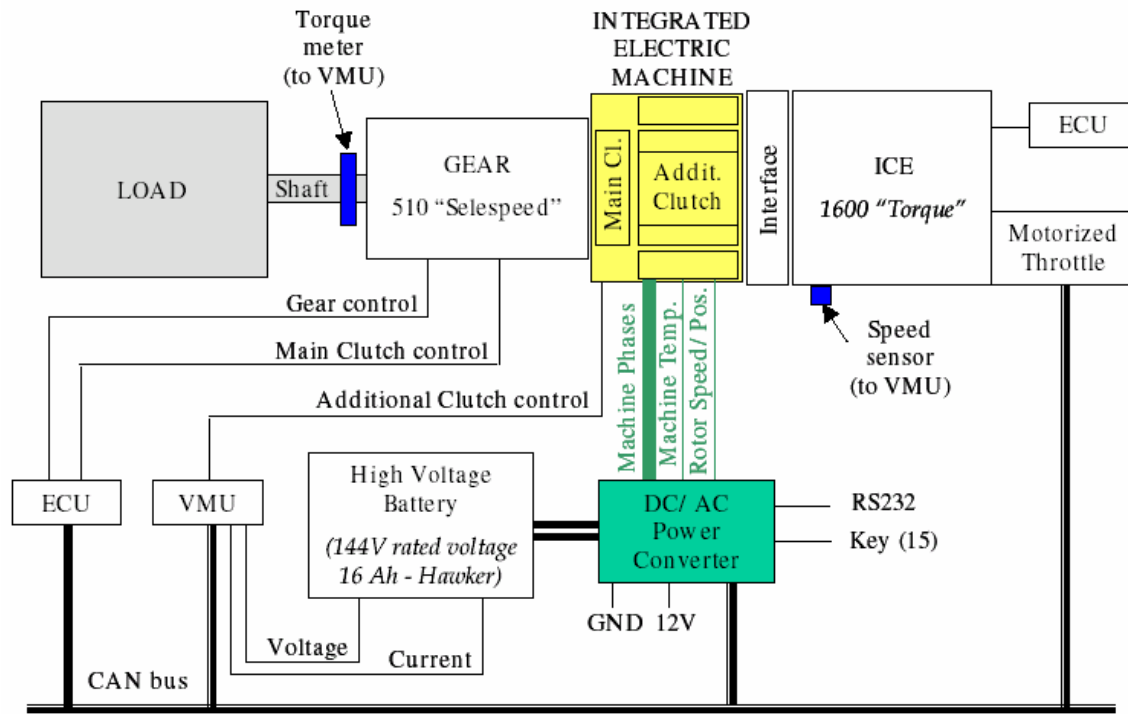 Torque
meter
(to VMU)
INTEGRATED
ELECTRIC
MACHINE
LOAD
Shaft
GEAR
510 “Selespeed”
Main Cl.
Addit.
Clutch
Interface
ICE
1600 “Torque”
ECU
Motorized
Throttle
Gear control
Main Clutch control
Additional Clutch control
Machine Phases
Machine Temp.
Rotor Speed/ Pos.
Speed
sensor
(to VMU)
ECU
VMU
High Voltage
Battery
(144V rated voltage
16 Ah - Hawker)
DC/ AC
Power
Converter
RS232
Key (15)
GND 12V
Voltage
Current
CAN bus